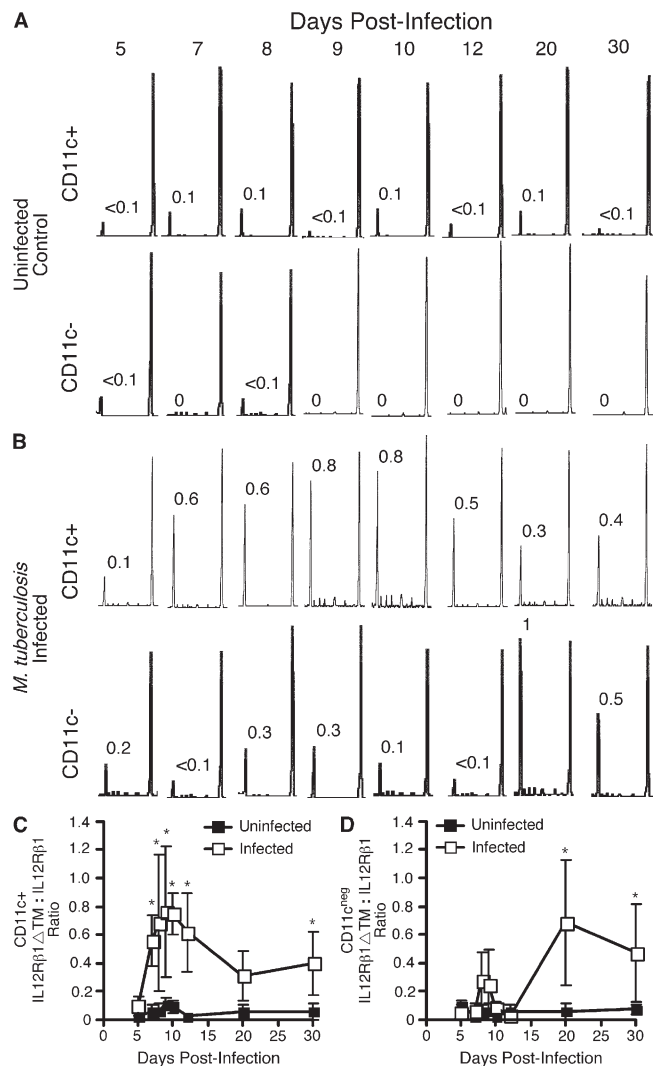 A
Days Post-Infection
5 7 8 9 10 12 20 30
Uninfected
Control
CD11c+
<0.1 0.1 0.1 <0.1 0.1 <0.1 0.1 <0.1
CD11c-
<0.1 0 <0.1 0 0 0 0 0
B
M. tuberculosis
Infected
CD11c+
0.1 0.6 0.6 0.8 0.8 0.5 0.3 0.4
CD11c-
0.2 <0.1 0.3 0.3 0.1 <0.1 1 0.5
C
CD11c+
IL12Rβ1△TM : IL12Rβ1
Ratio
1.4
1.2
1.0
0.8
0.6
0.4
0.2
0
Uninfected
Infected
* * * * * *
0 5 10 15 20 25 30
Days Post-Infection
D
CD11cneg
IL12Rβ1△TM : IL12Rβ1
Ratio
1.4
1.2
1.0
0.8
0.6
0.4
0.2
0
Uninfected
Infected
* *
0 5 10 15 20 25 30
Days Post-Infection